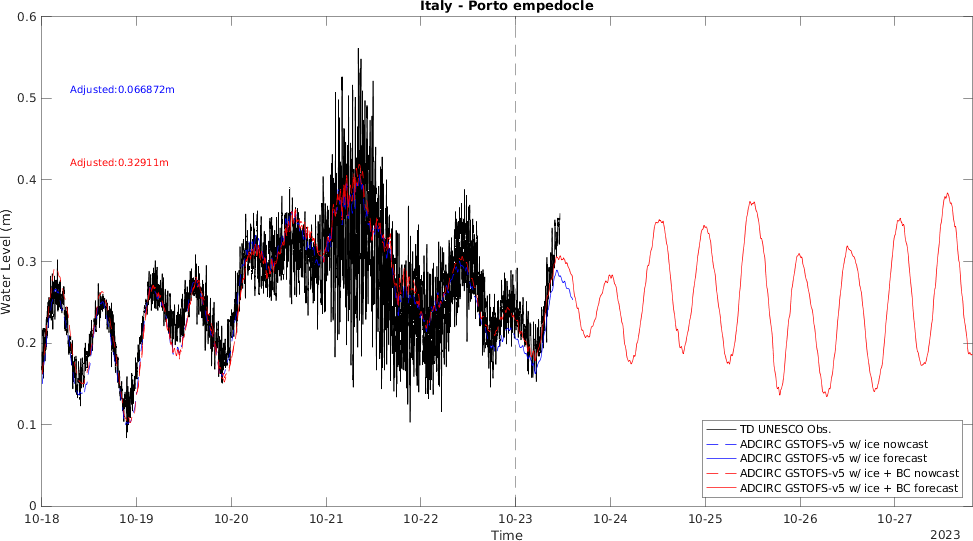 Italy - Porto empedocle
0.6
0.5
0.4
0.3
0.2
0.1
0
Water Level (m)
Adjusted:0.066872m
Adjusted:0.32911m
TD UNESCO Obs.
ADCIRC GSTOFS-v5 w/ ice nowcast
ADCIRC GSTOFS-v5 w/ ice forecast
ADCIRC GSTOFS-v5 w/ ice + BC nowcast
ADCIRC GSTOFS-v5 w/ ice + BC forecast
10-18 10-19 10-20 10-21 10-22 10-23 10-24 10-25 10-26 10-27
Time
2023